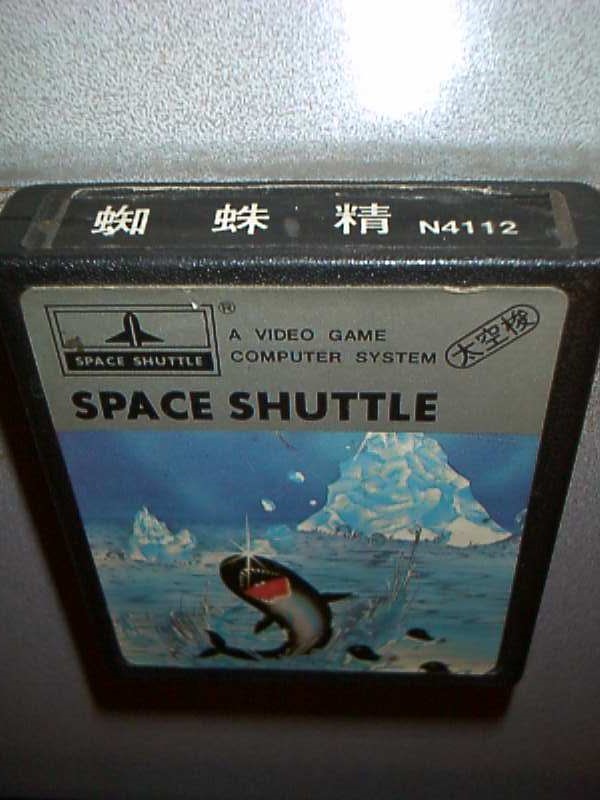 蜘蛛精 N4112
SPACE SHUTTLE
®
A VIDEO GAME
COMPUTER SYSTEM
太空梭
SPACE SHUTTLE